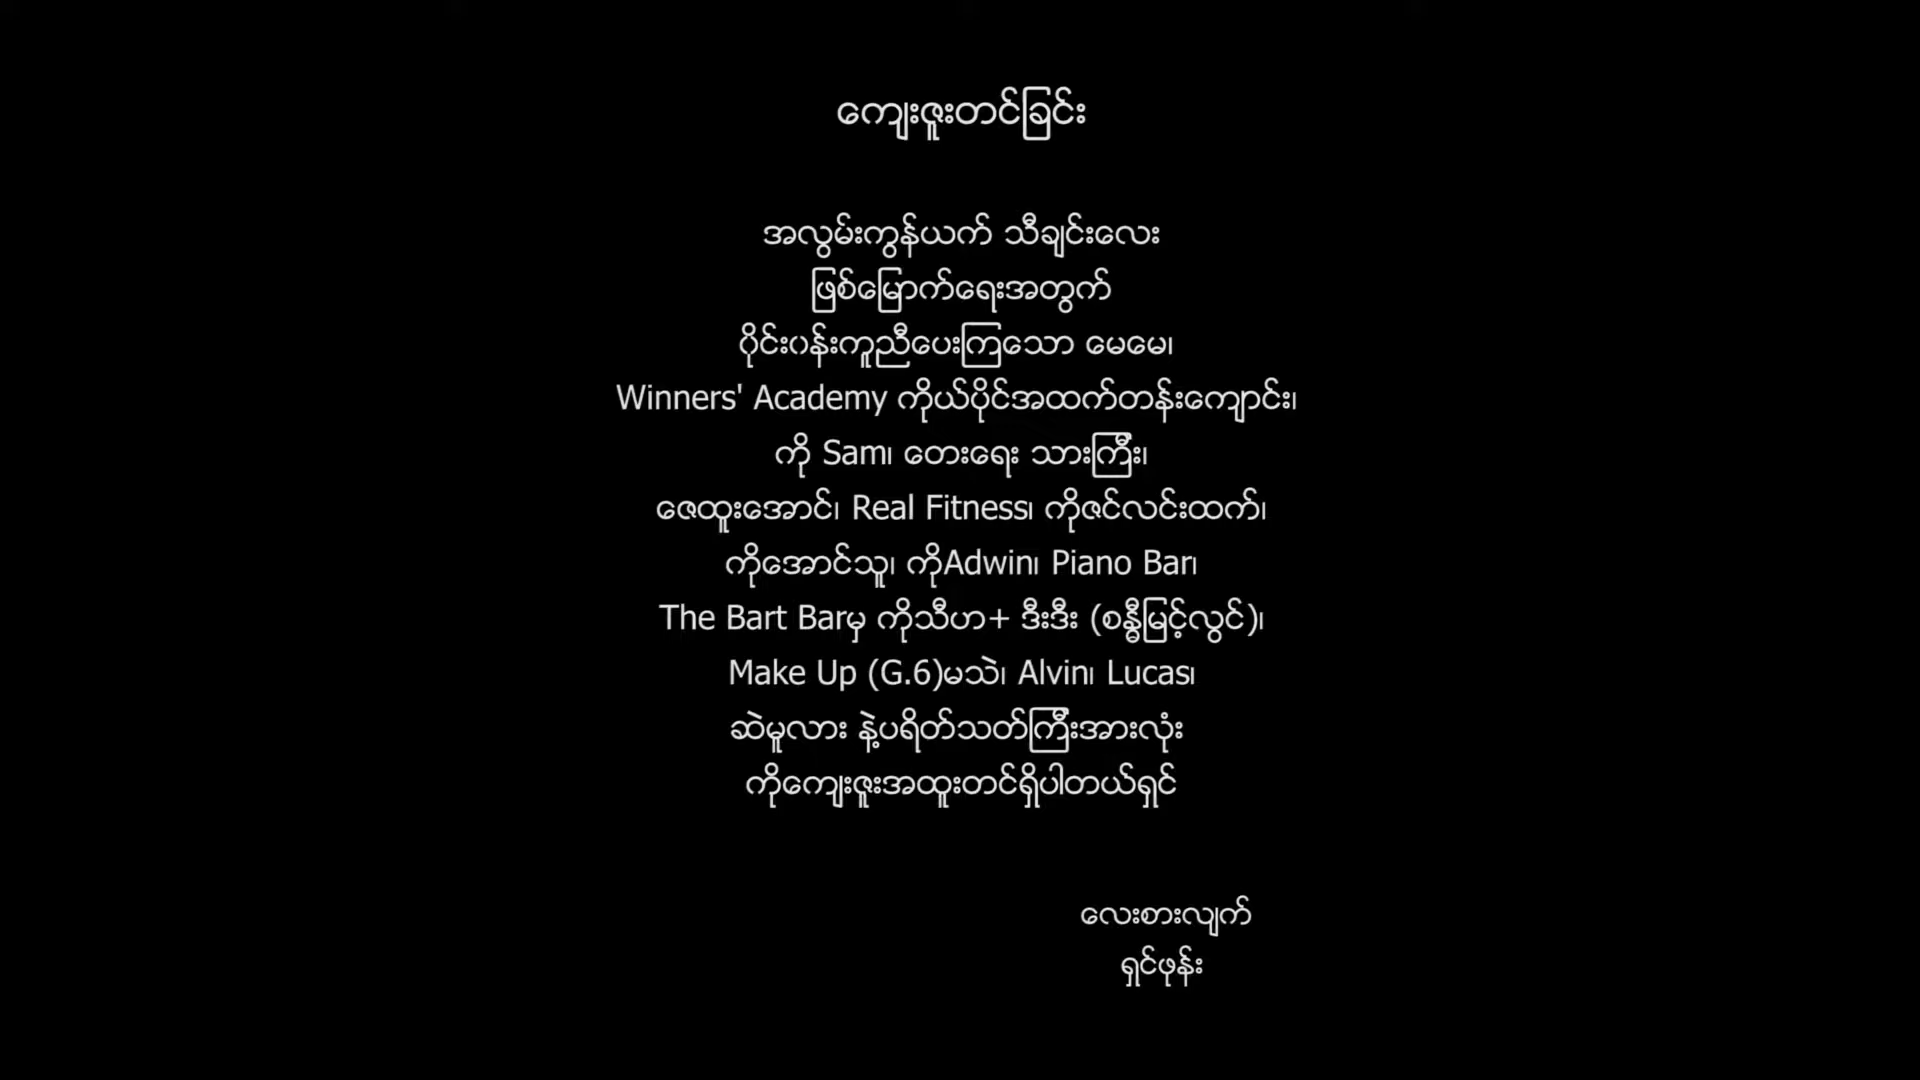 ကျေးဇူးတင်ခြင်း
အလွမ်းကွန်ယက် သီချင်းလေး
ဖြစ်မြောက်ရေးအတွက်
ဝိုင်းဝန်းကူညီပေးကြသော မေမေ၊
Winners' Academy ကိုယ်ပိုင်အထက်တန်းကျောင်း၊
ကို Sam၊ တေးရေး သားကြီး၊
ဇေထူးအောင်၊ Real Fitness၊ ကိုဇင်လင်းထက်၊
ကိုအောင်သူ၊ ကိုAdwin၊ Piano Bar၊
The Bart Barမှ ကိုသီဟ+ ဒီးဒီး (စန္ဓီမြင့်လွင်)၊
Make Up (G.6)မသဲ၊ Alvin၊ Lucas၊
ဆဲမူလား နဲ့ပရိတ်သတ်ကြီးအားလုံး
ကိုကျေးဇူးအထူးတင်ရှိပါတယ်ရှင်
လေးစားလျက်
ရှင်ဖုန်း